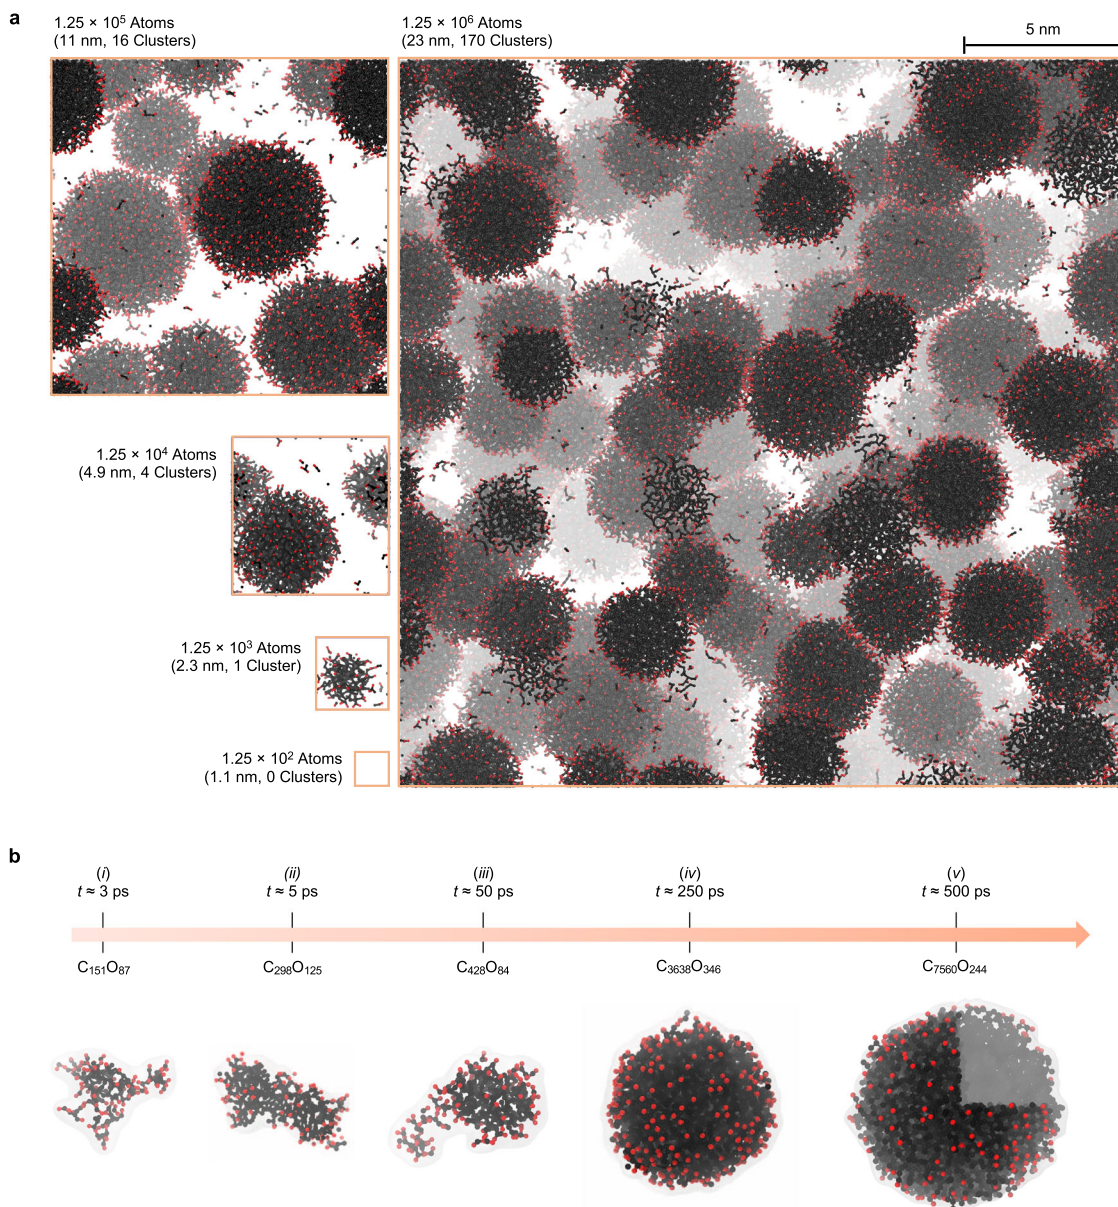 a
1.25 × 10⁵ Atoms
(11 nm, 16 Clusters)
1.25 × 10⁶ Atoms
(23 nm, 170 Clusters)
5 nm
1.25 × 10⁴ Atoms
(4.9 nm, 4 Clusters)
1.25 × 10³ Atoms
(2.3 nm, 1 Cluster)
1.25 × 10² Atoms
(1.1 nm, 0 Clusters)
b
(i)
t ≈ 3 ps
(ii)
t ≈ 5 ps
(iii)
t ≈ 50 ps
(iv)
t ≈ 250 ps
(v)
t ≈ 500 ps
C₁₅₁O₈₇
C₂₉₈O₁₂₅
C₄₂₈O₈₄
C₃₆₃₈O₃₄₆
C₇₅₆₀O₂₄₄